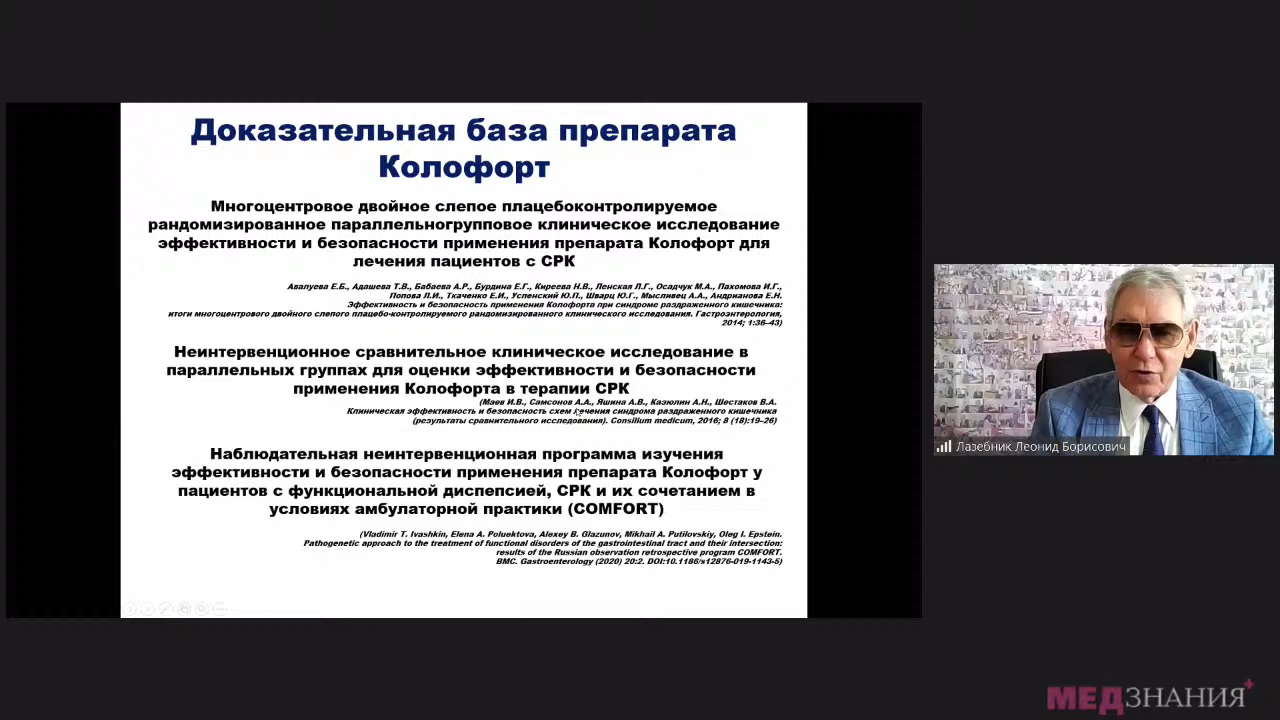 Доказательная база препарата
Колофорт
Многоцентровое двойное слепое плацебоконтролируемое
рандомизированное параллельногрупповое клиническое исследование
эффективности и безопасности применения препарата Колофорт для
лечения пациентов с СРК
Авалуева Е.Б., Адашева Т.В., Бабаева А.Р., Бурдина Е.Г., Киреева Н.В., Ленская Л.Г., Осадчук М.А., Пахомова И.Г.,
Попова Л.И., Ткаченко Е.И., Успенский Ю.П., Шварц Ю.Г., Мысливец А.А., Андрианова Е.Н.
Эффективность и безопасность применения Колофорта при синдроме раздраженного кишечника:
итоги многоцентрового двойного слепого плацебо-контролируемого рандомизированного клинического исследования. Гастроэнтерология,
2014; 1:36–43)
Неинтервенционное сравнительное клиническое исследование в
параллельных группах для оценки эффективности и безопасности
применения Колофорта в терапии СРК
(Маев И.В., Самсонов А.А., Яшина А.В., Казюлин А.Н., Шестаков В.А.
Клиническая эффективность и безопасность схем лечения синдрома раздраженного кишечника
(результаты сравнительного исследования). Consilium medicum, 2016; 8 (18):19–26)
Наблюдательная неинтервенционная программа изучения
эффективности и безопасности применения препарата Колофорт у
пациентов с функциональной диспепсией, СРК и их сочетанием в
условиях амбулаторной практики (COMFORT)
(Vladimir T. Ivashkin, Elena A. Poluektova, Alexey B. Glazunov, Mikhail A. Putilovskiy, Oleg I. Epstein.
Pathogenetic approach to the treatment of functional disorders of the gastrointestinal tract and their intersection:
results of the Russian observation retrospective program COMFORT.
BMC. Gastroenterology (2020) 20:2. DOI:10.1186/s12876-019-1143-5)
Лазебник Леонид Борисович
МЕДЗНАНИЯ+